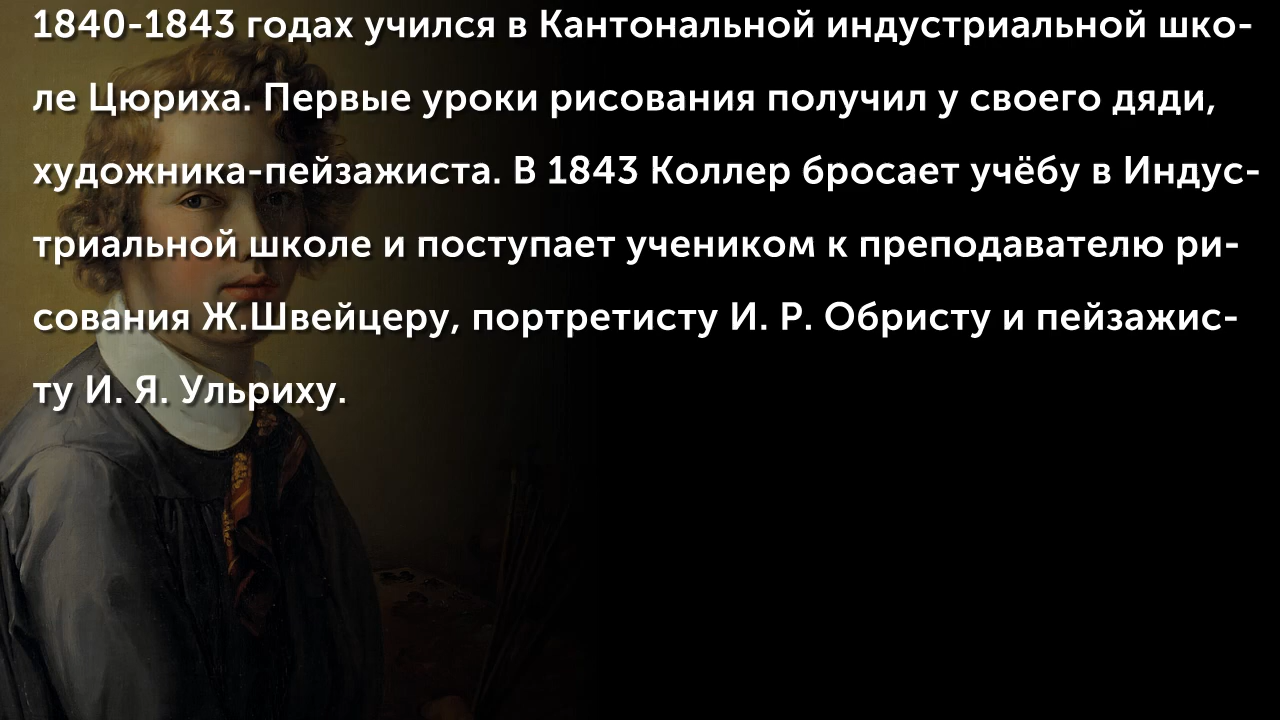 1840-1843 годах учился в Кантональной индустриальной шко-
ле Цюриха. Первые уроки рисования получил у своего дяди,
художника-пейзажиста. В 1843 Коллер бросает учёбу в Индус-
триальной школе и поступает учеником к преподавателю ри-
сования Ж.Швейцеру, портретисту И. Р. Обристу и пейзажис-
ту И. Я. Ульриху.